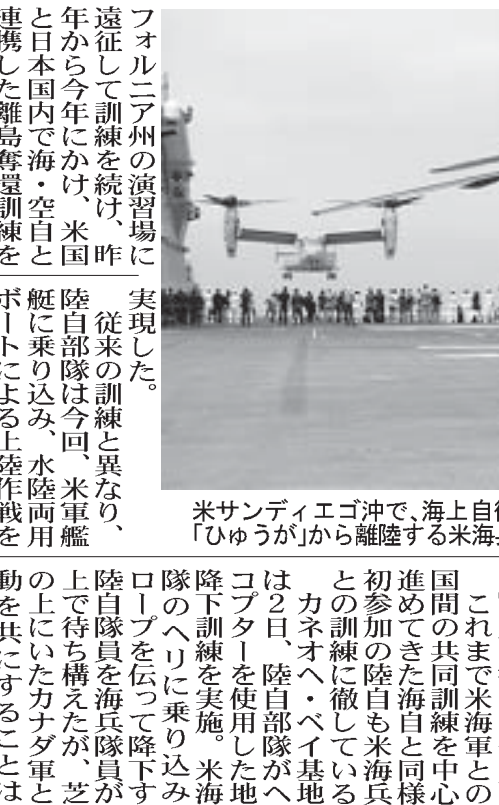 フォルニア州の演習場に
遠征して訓練を続け、昨
年から今年にかけ、米国
と日本国内で海・空自と
連携した離島奪還訓練を
実現した。
従来の訓練と異なり、
陸自部隊は今回、米軍艦
艇に乗り込み、水陸両用
ボートによる上陸作戦を
米サンディエゴ沖で、海上自衛
「ひゅうが」から離陸する米海兵
これまで米海軍との
国間の共同訓練を中心
進めてきた海自と同様
初参加の陸自も米海兵
との訓練に徹している
カネオヘ・ベイ基地
は2日、陸自部隊がヘ
コプターを使用した地
降下訓練を実施。米海
隊のヘリに乗り込み
ロープを伝って降下す
陸自隊員を海兵隊員が
上で待ち構えたが、芝
の上にいたカナダ軍と
動を共にすることは